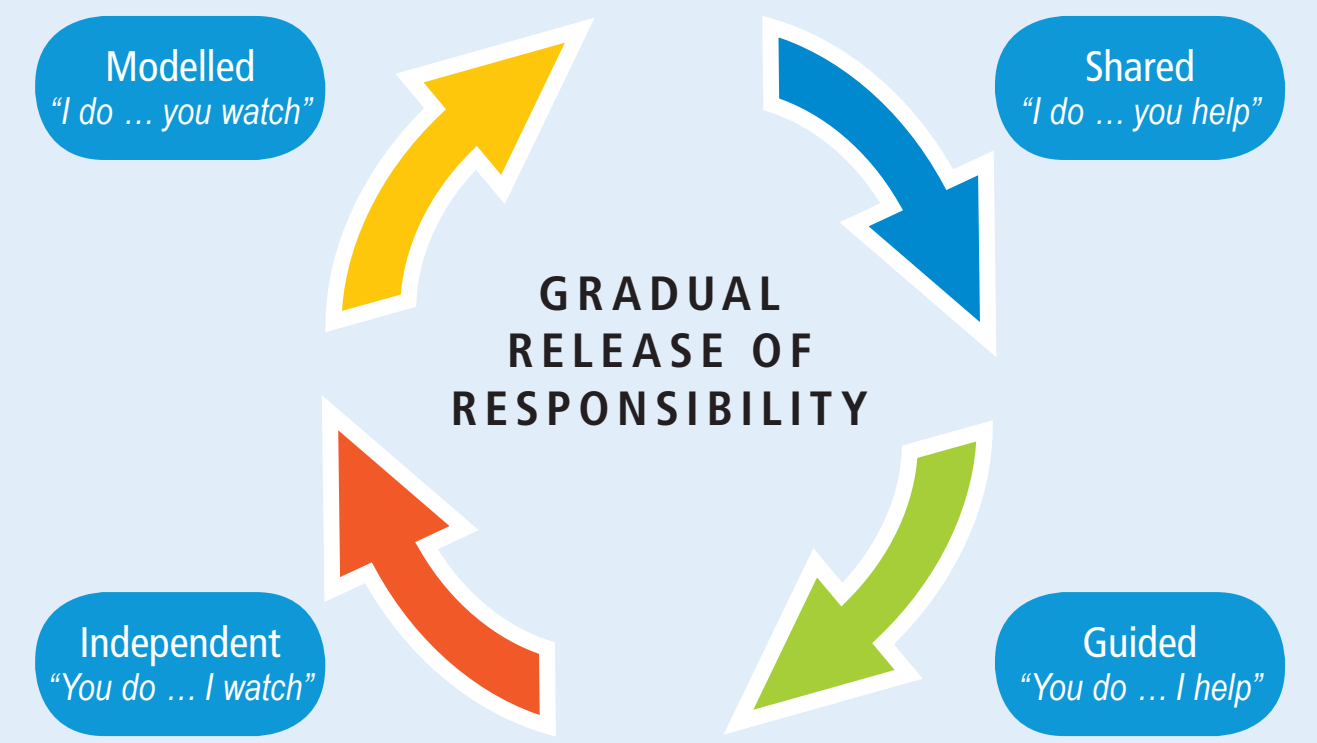 Modelled
“I do … you watch”
Shared
“I do … you help”
GRADUAL
RELEASE OF
RESPONSIBILITY
Independent
“You do … I watch”
Guided
“You do … I help”